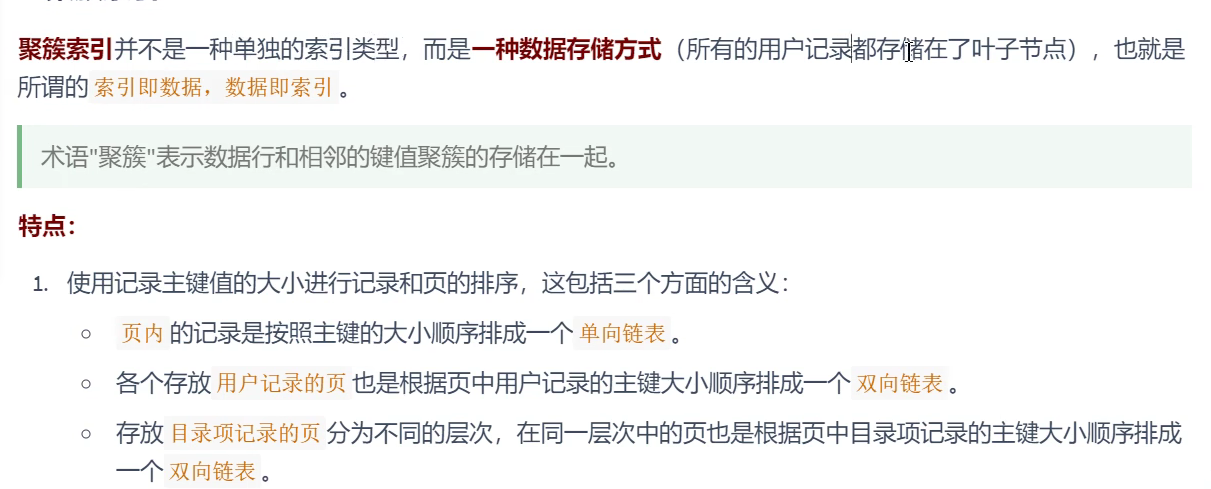 聚簇索引并不是一种单独的索引类型，而是一种数据存储方式（所有的用户记录都存储在了叶子节点），也就是
所谓的 索引即数据，数据即索引 。
术语"聚簇"表示数据行和相邻的键值聚簇的存储在一起。
特点：
1. 使用记录主键值的大小进行记录和页的排序，这包括三个方面的含义：
○ 页内 的记录是按照主键的大小顺序排成一个 单向链表 。
○ 各个存放 用户记录的页 也是根据页中用户记录的主键大小顺序排成一个 双向链表 。
○ 存放 目录项记录的页 分为不同的层次，在同一层次中的页也是根据页中目录项记录的主键大小顺序排成
一个 双向链表 。